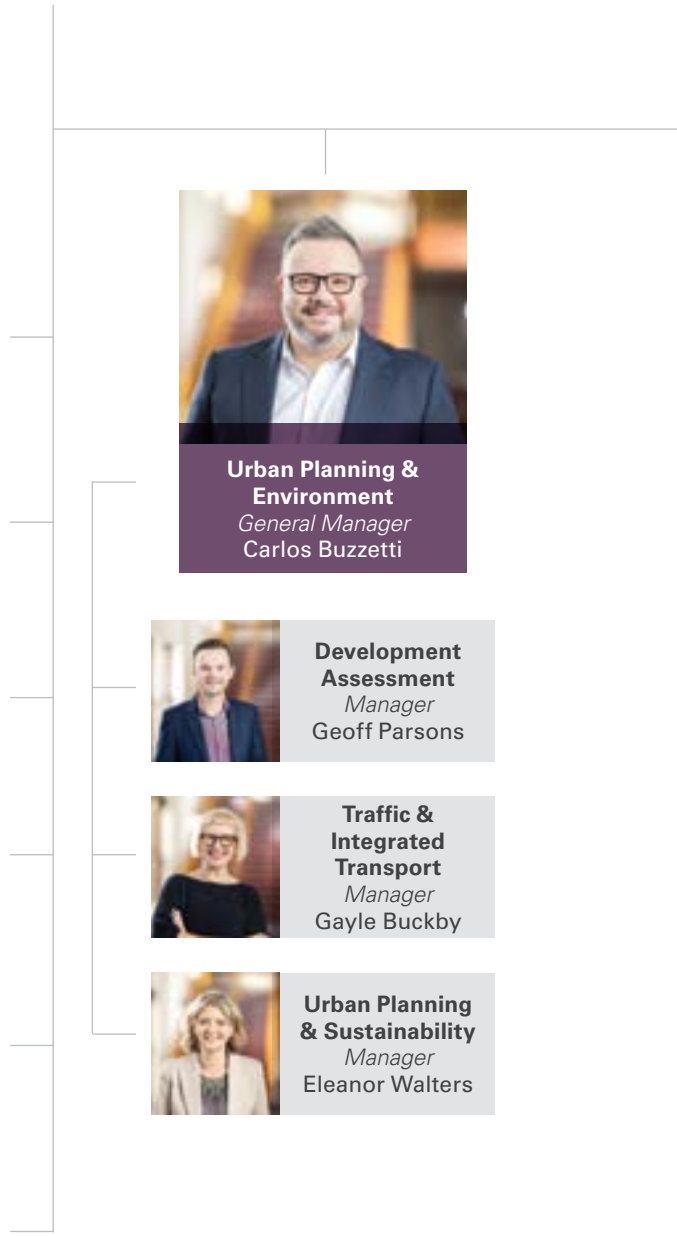 Urban Planning &
Environment
General Manager
Carlos Buzzetti
Development
Assessment
Manager
Geoff Parsons
Traffic &
Integrated
Transport
Manager
Gayle Buckby
Urban Planning
& Sustainability
Manager
Eleanor Walters